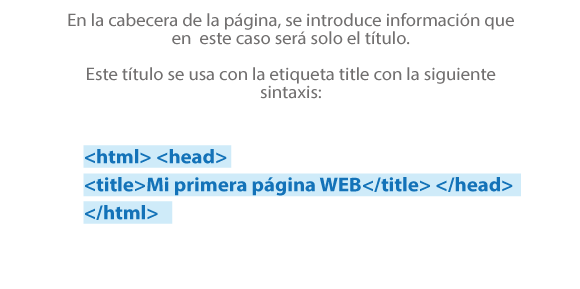 En la cabecera de la página, se introduce información que
en este caso será solo el título.
Este título se usa con la etiqueta title con la siguiente
sintaxis:
<html> <head>
<title>Mi primera página WEB</title> </head>
</html>